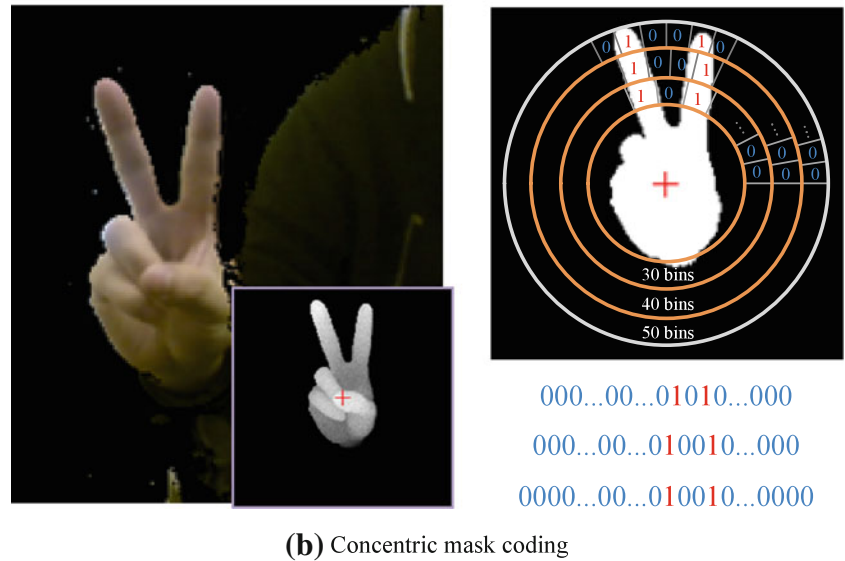 0 1 0 0 1 0
1 0 0 1
1 0 1
... ... ...
0 0 0
0 0 0
30 bins
40 bins
50 bins
000...00...01010...000
000...00...010010...000
0000...00...010010...0000
(b) Concentric mask coding